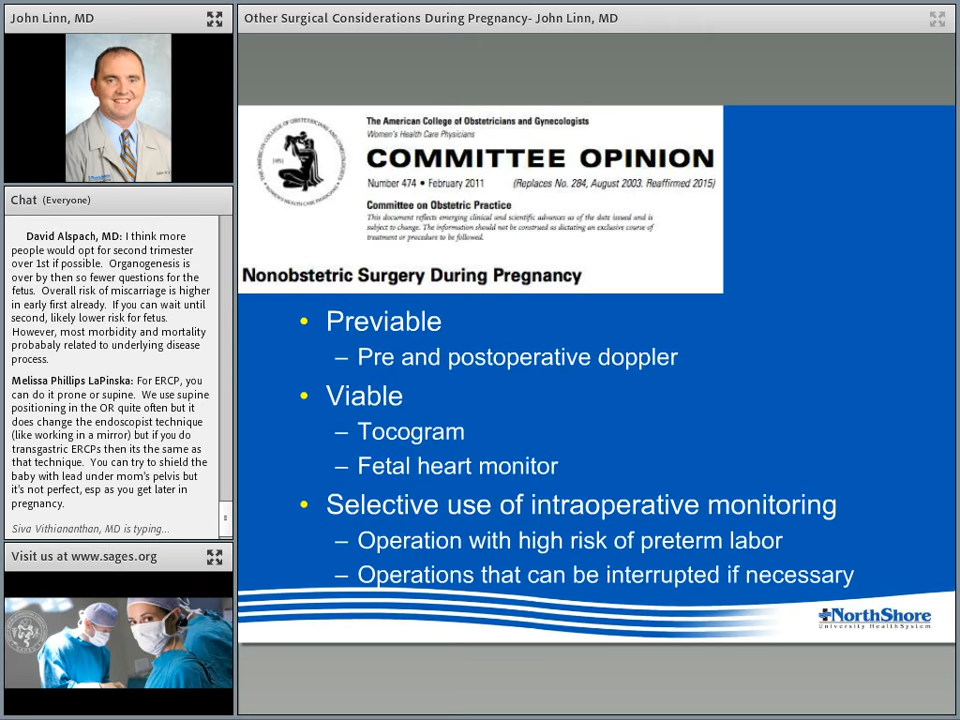 John Linn, MD
Other Surgical Considerations During Pregnancy- John Linn, MD
Chat (Everyone)
David Alspach, MD: I think more
people would opt for second trimester
over 1st if possible. Organogenesis is
over by then so fewer questions for the
fetus. Overall risk of miscarriage is higher
in early first already. If you can wait until
second, likely lower risk for fetus.
However, most morbidity and mortality
probabaly related to underlying disease
process.
Melissa Phillips LaPinska: For ERCP, you
can do it prone or supine. We use supine
positioning in the OR quite often but it
does change the endoscopist technique
(like working in a mirror) but if you do
transgastric ERCPs then its the same as
that technique. You can try to shield the
baby with lead under mom's pelvis but
it's not perfect, esp as you get later in
pregnancy.
Siva Vithiananthan, MD is typing...
Visit us at www.sages.org
The American College of Obstetricians and Gynecologists
Women's Health Care Physicians
COMMITTEE OPINION
Number 474 • February 2011 (Replaces No. 284, August 2003. Reaffirmed 2015)
Committee on Obstetric Practice
This document reflects emerging clinical and scientific advances as of the date issued and is
subject to change. The information should not be construed as dictating an exclusive course of
treatment or procedure to be followed.
Nonobstetric Surgery During Pregnancy
• Previable
– Pre and postoperative doppler
• Viable
– Tocogram
– Fetal heart monitor
• Selective use of intraoperative monitoring
– Operation with high risk of preterm labor
– Operations that can be interrupted if necessary
NorthShore
University HealthSystem